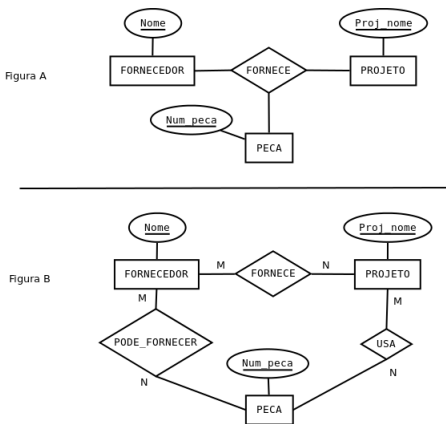 Nome
Proj_nome
Figura A
FORNECEDOR
FORNECE
PROJETO
Num_peca
PECA
Nome
Proj_nome
Figura B
FORNECEDOR
M
FORNECE
N
PROJETO
M
M
PODE_FORNECER
USA
Num_peca
N
N
PECA